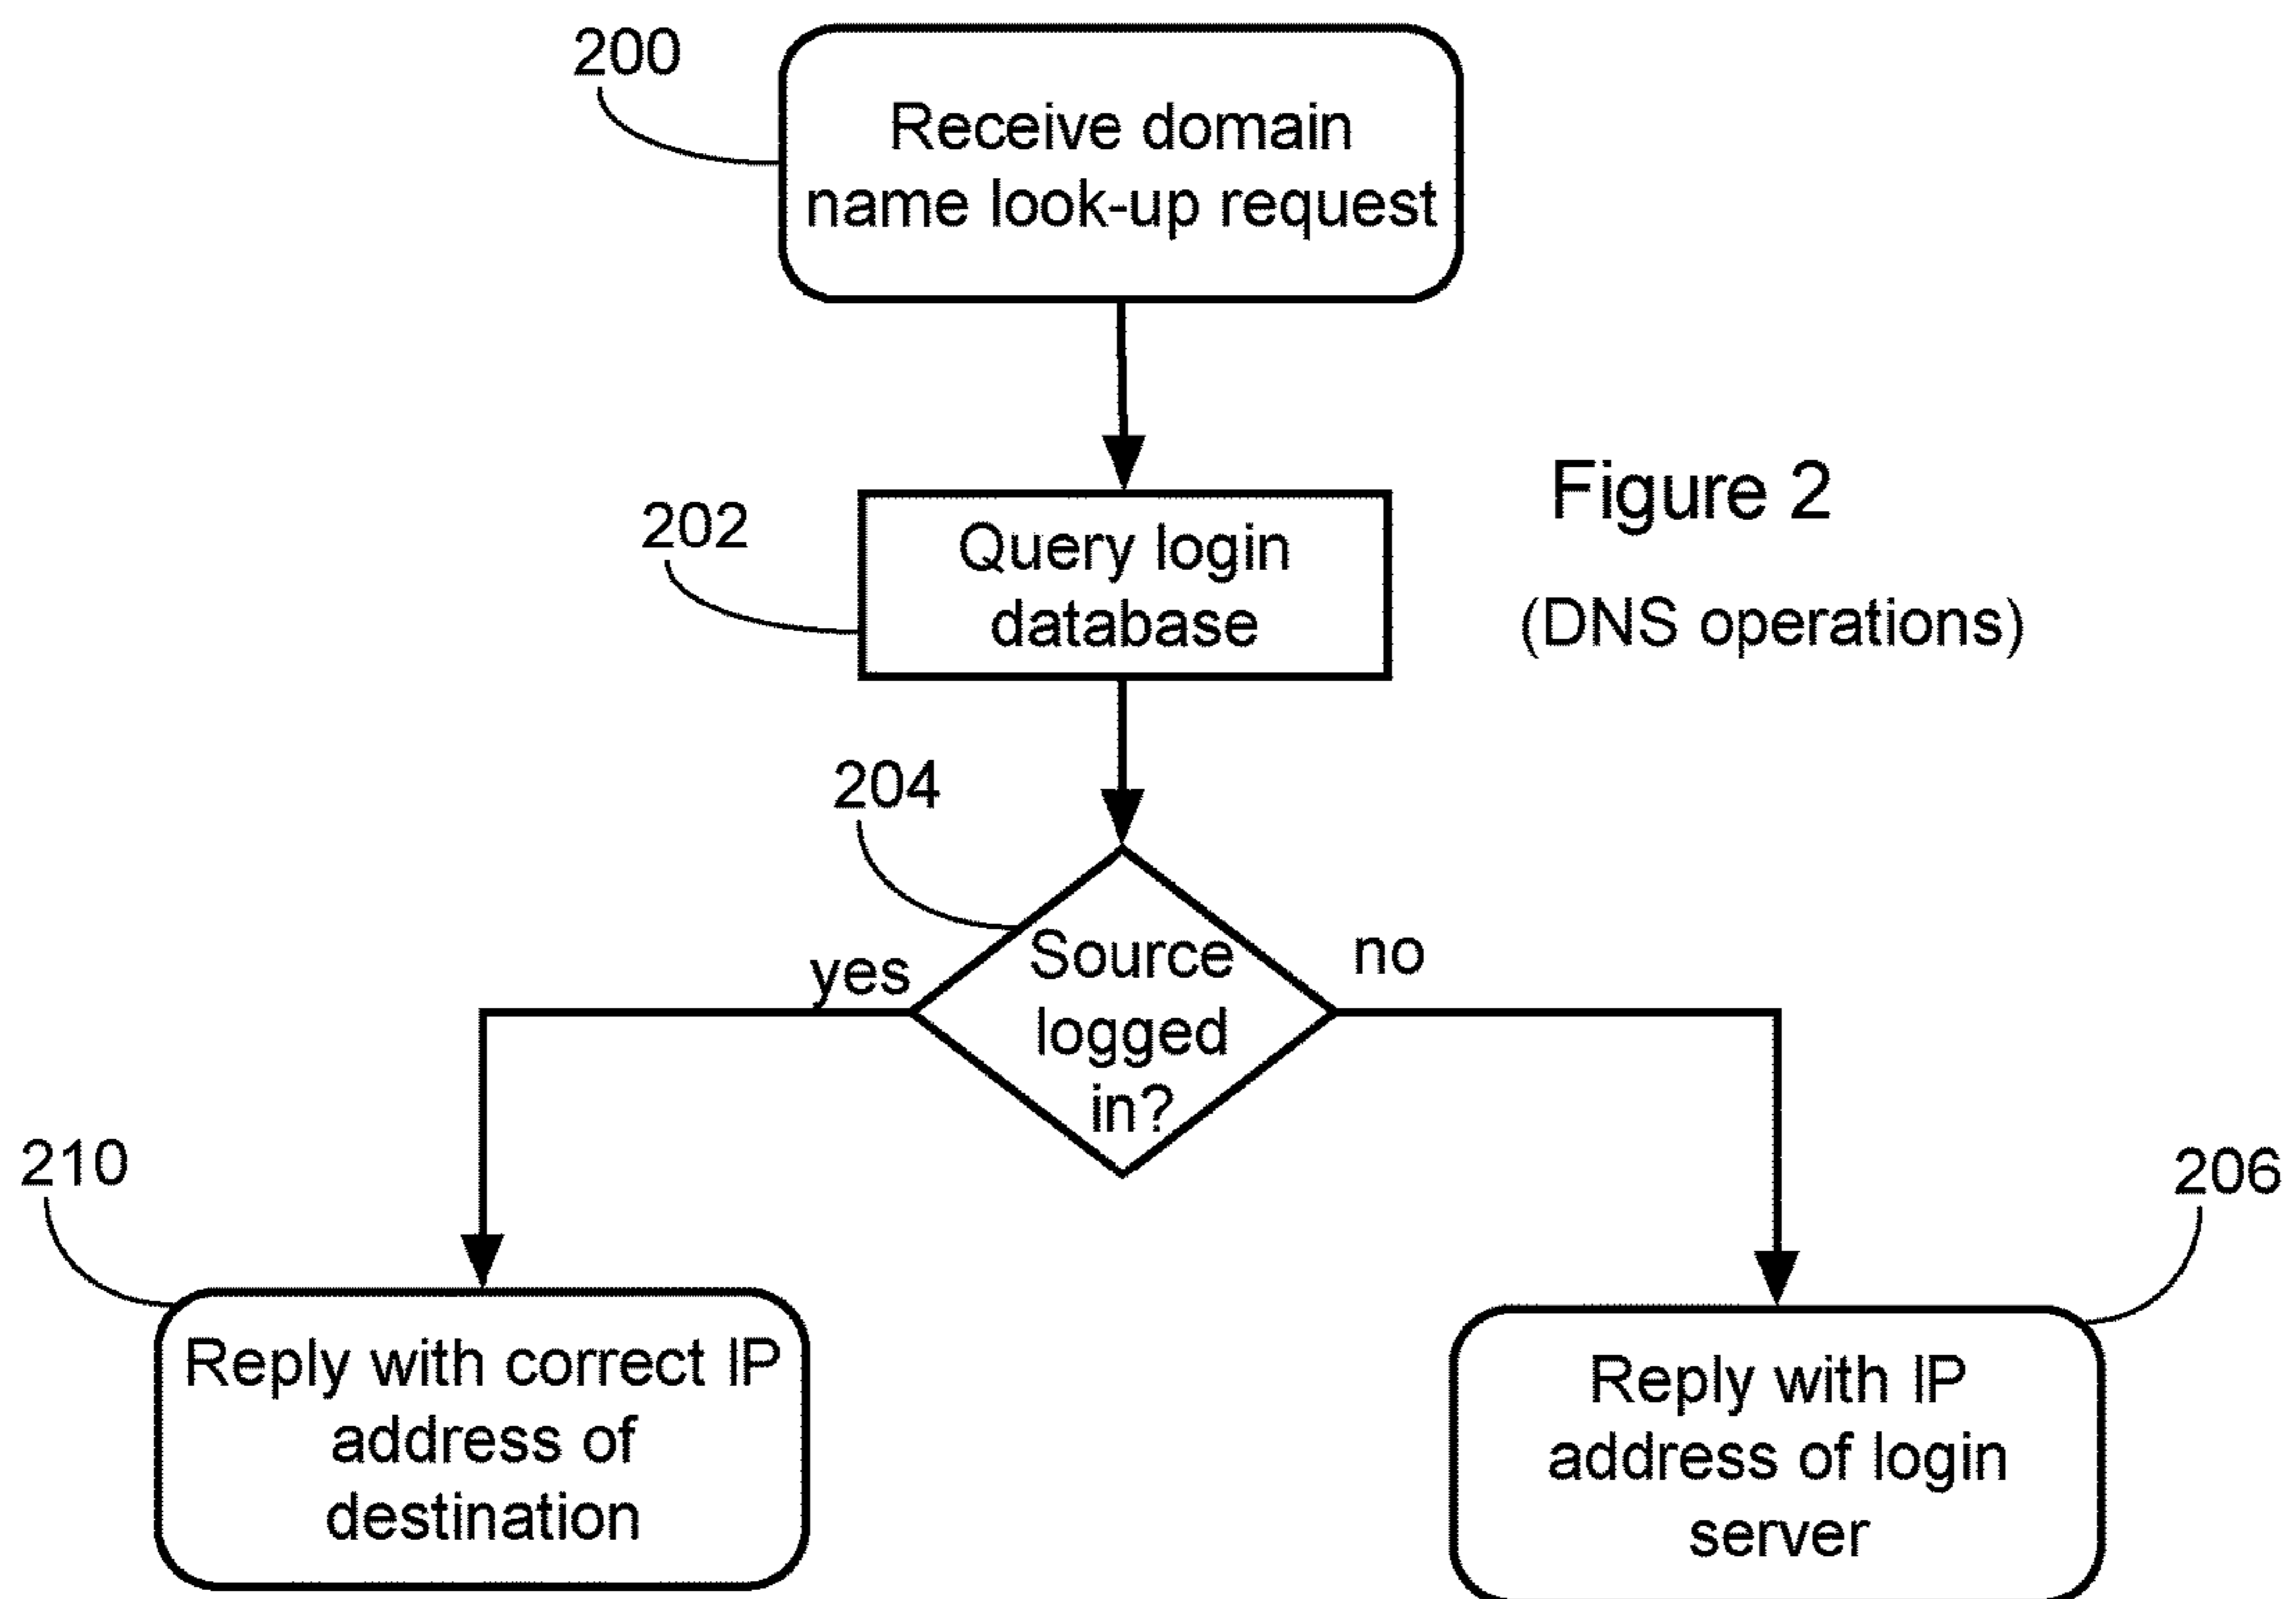 200
Receive domain
name look-up request
202
Query login
database
Figure 2
(DNS operations)
204
Source
logged
in?
yes
no
210
Reply with correct IP
address of
destination
206
Reply with IP
address of login
server